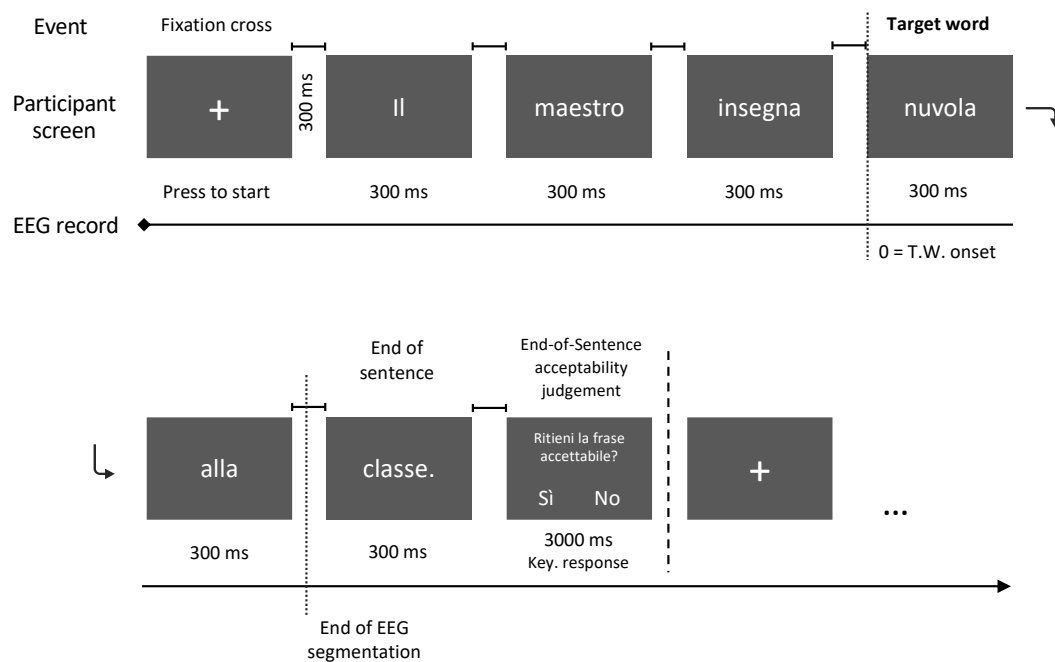 Event
Fixation cross
Target word
300 ms
Participant
screen
+
Il
maestro
insegna
nuvola
Press to start
300 ms
300 ms
300 ms
300 ms
EEG record
0 = T.W. onset
End of
sentence
End-of-Sentence
acceptability
judgement
alla
classe.
Ritieni la frase
accettabile?
Sì No
+
...
300 ms
300 ms
3000 ms
Key. response
End of EEG
segmentation